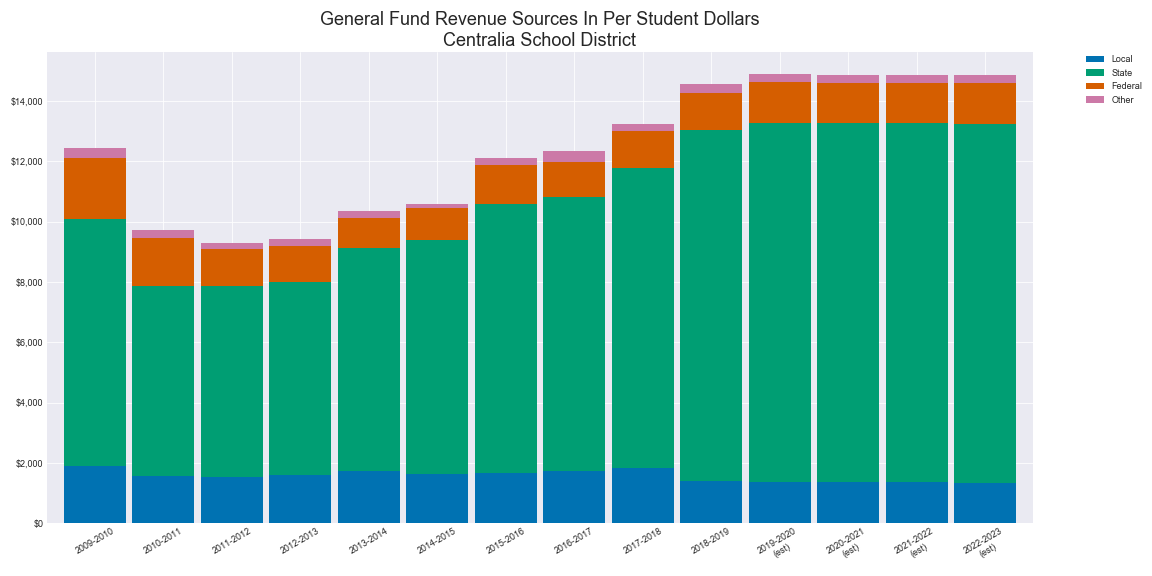 General Fund Revenue Sources In Per Student Dollars
Centralia School District
Local
State
Federal
Other
$14,000
$12,000
$10,000
$8,000
$6,000
$4,000
$2,000
$0
2009-2010
2010-2011
2011-2012
2012-2013
2013-2014
2014-2015
2015-2016
2016-2017
2017-2018
2018-2019
2019-2020
(est)
2020-2021
(est)
2021-2022
(est)
2022-2023
(est)